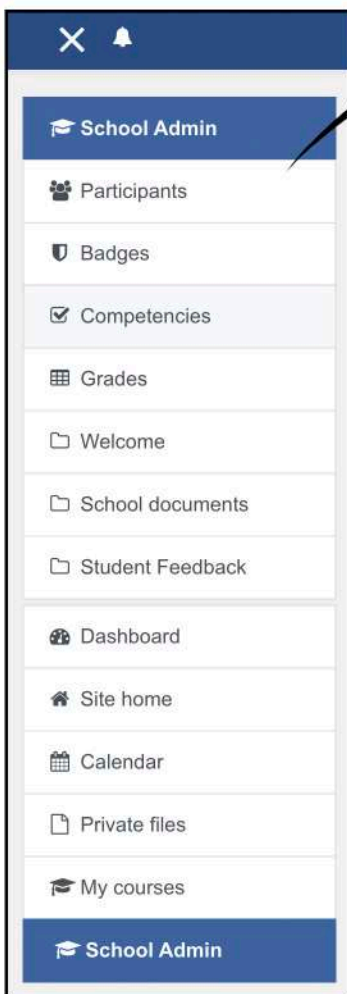 School Admin
Participants
Badges
Competencies
Grades
Welcome
School documents
Student Feedback
Dashboard
Site home
Calendar
Private files
My courses
School Admin